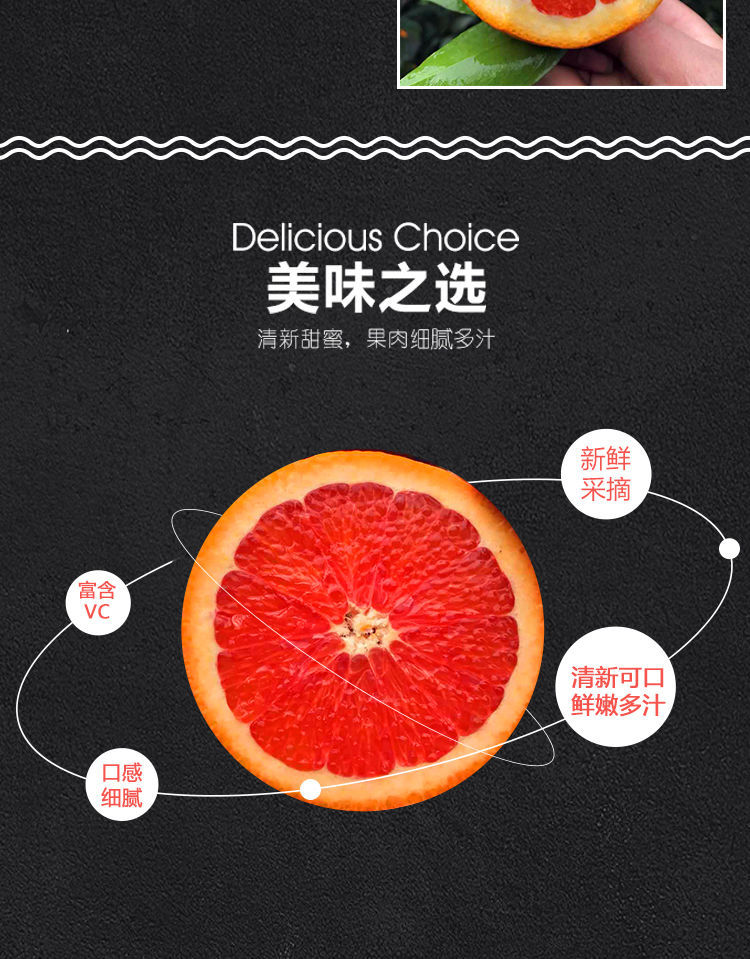 Delicious Choice
美味之选
清新甜蜜，果肉细腻多汁
新鲜
采摘
富含
VC
清新可口
鲜嫩多汁
口感
细腻